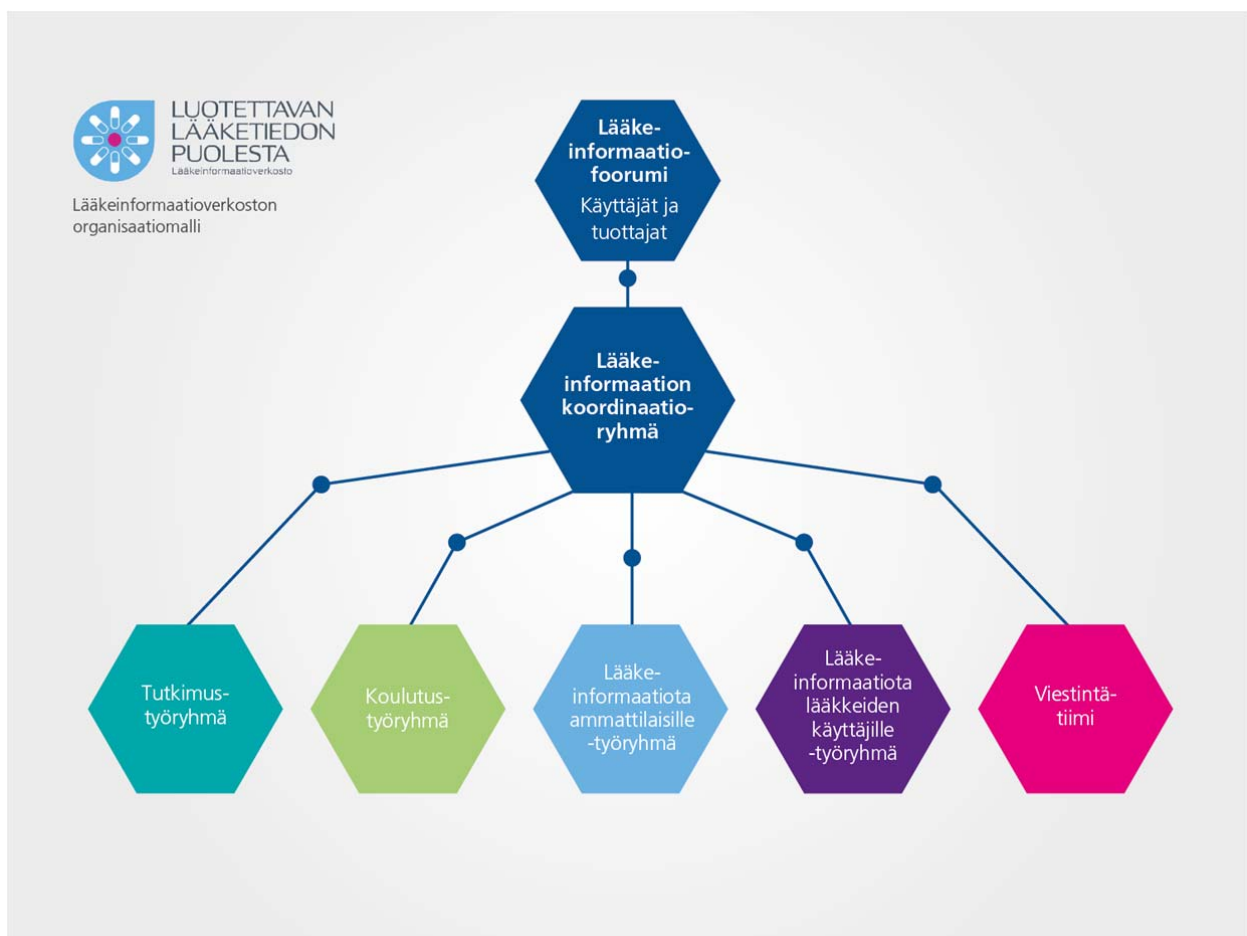 LUOTETTAVAN
LÄÄKETIEDON
PUOLESTA
Lääkeinformaatioverkosto
Lääkeinformaatioverkoston
organisaatiomalli
Lääke-
informaatio-
foorumi
Käyttäjät ja
tuottajat
Lääke-
informaation
koordinaatio-
ryhmä
Tutkimus-
työryhmä
Koulutus-
työryhmä
Lääke-
informaatiota
ammattilaisille
-työryhmä
Lääke-
informaatiota
lääkkeiden
käyttäjille
-työryhmä
Viestintä-
tiimi